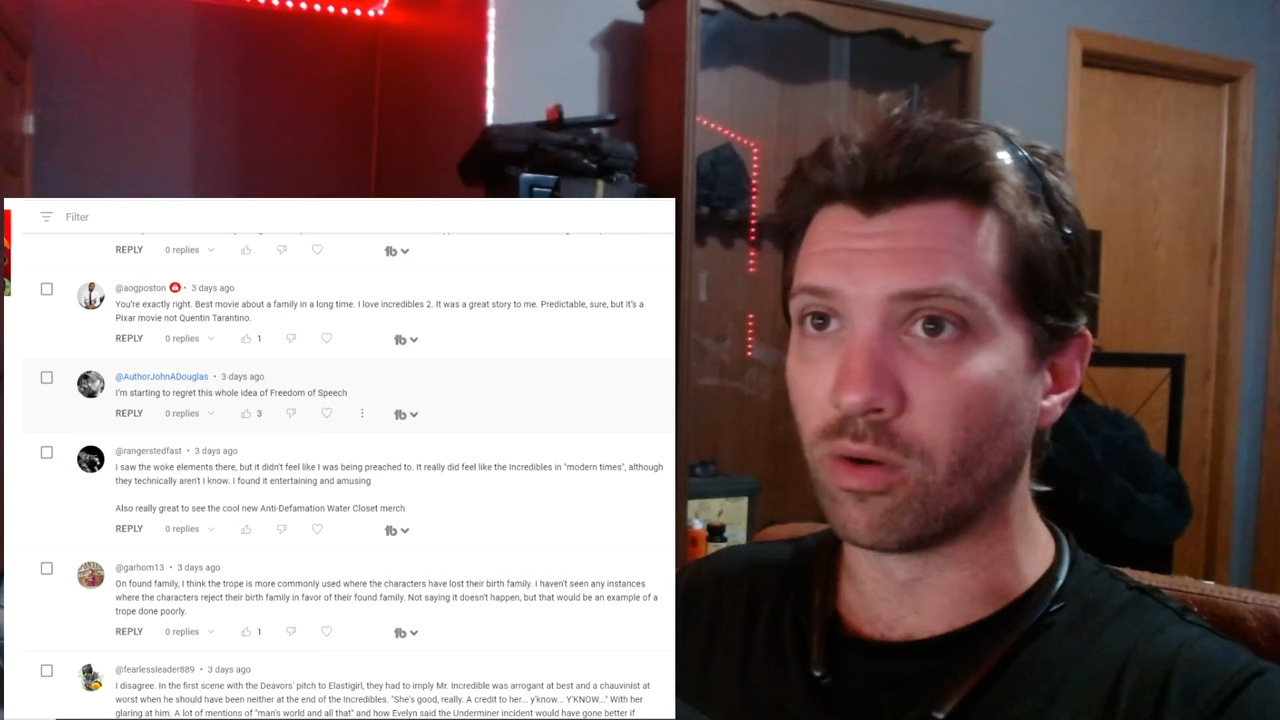 Filter
REPLY 0 replies
@aogposton • 3 days ago
You're exactly right. Best movie about a family in a long time. I love incredibles 2. It was a great story to me. Predictable, sure, but it's a
Pixar movie not Quentin Tarantino.
REPLY 0 replies 1
@AuthorJohnADouglas • 3 days ago
I'm starting to regret this whole idea of Freedom of Speech
REPLY 0 replies 3
@rangerstedfast • 3 days ago
I saw the woke elements there, but it didn't feel like I was being preached to. It really did feel like the Incredibles in "modern times", although
they technically aren't I know. I found it entertaining and amusing
Also really great to see the cool new Anti-Defamation Water Closet merch
REPLY 0 replies
@garhom13 • 3 days ago
On found family, I think the trope is more commonly used where the characters have lost their birth family. I haven't seen any instances
where the characters reject their birth family in favor of their found family. Not saying it doesn't happen, but that would be an example of a
trope done poorly.
REPLY 0 replies 1
@fearlessleader889 • 3 days ago
I disagree. In the first scene with the Deavors' pitch to Elastigirl, they had to imply Mr. Incredible was arrogant at best and a chauvinist at
worst when he should have been neither at the end of the Incredibles. "She's good, really. A credit to her... y'know... Y'KNOW..." With her
glaring at him. A lot of mentions of "man's world and all that" and how Evelyn said the Underminer incident would have gone better if